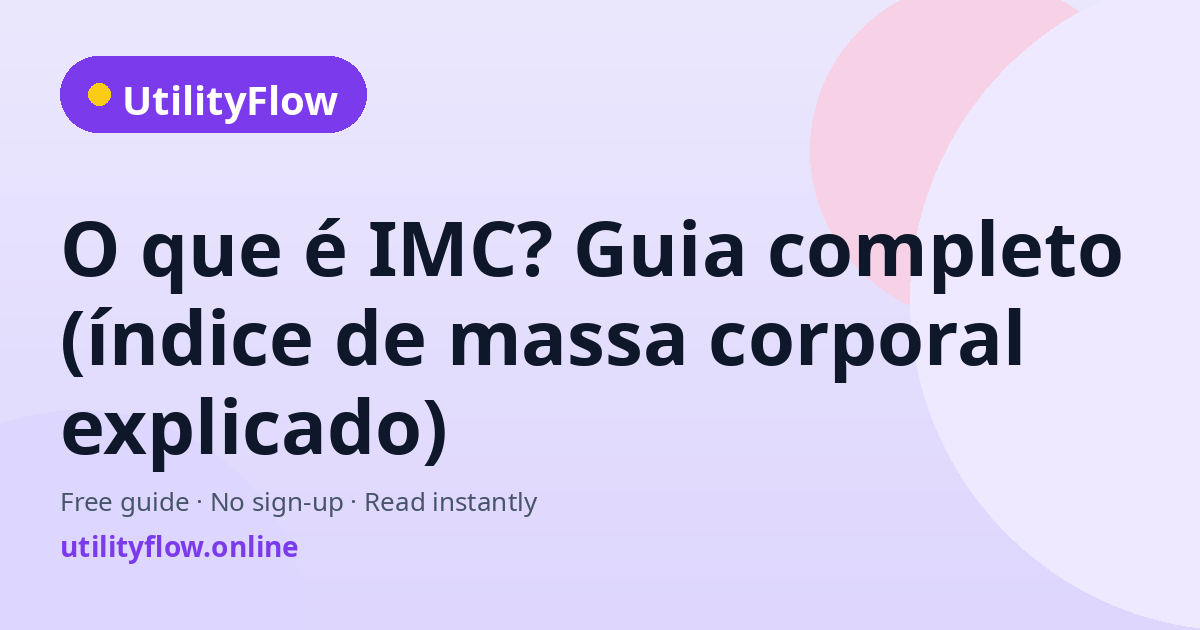 UtilityFlow
O que é IMC? Guia completo
(índice de massa corporal
explicado)
Free guide · No sign-up · Read instantly
utilityflow.online